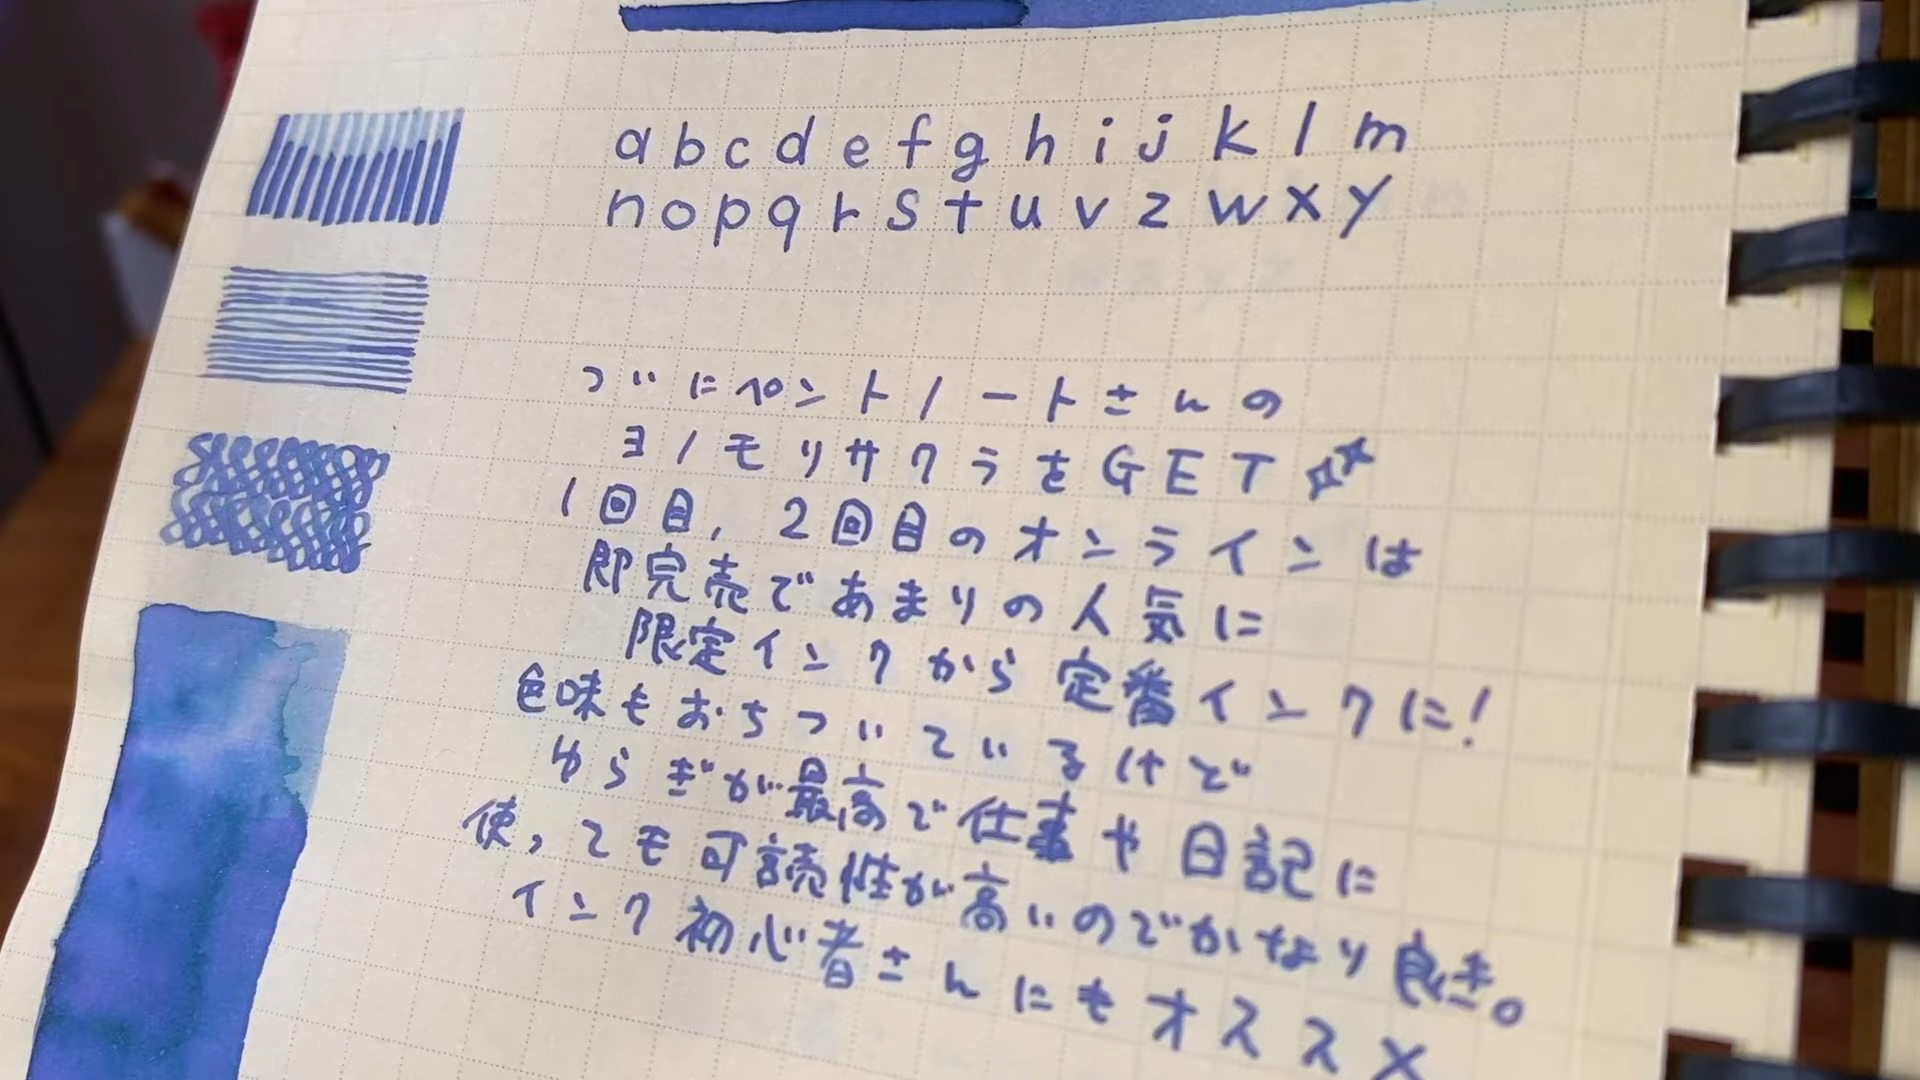 a b c d e f g h i j k l m
n o p q r s t u v z w x y
ついにペントノートさんの
ヨノモリサクラをGET☆★
1回目, 2回目のオンラインは
即完売であまりの人気に
限定インクから定番インクに!
色味もおちついているけど
ゆらぎが最高で仕事や日記に
使っても可読性が高いのでかなり良き。
インク初心者さんにもオススメ